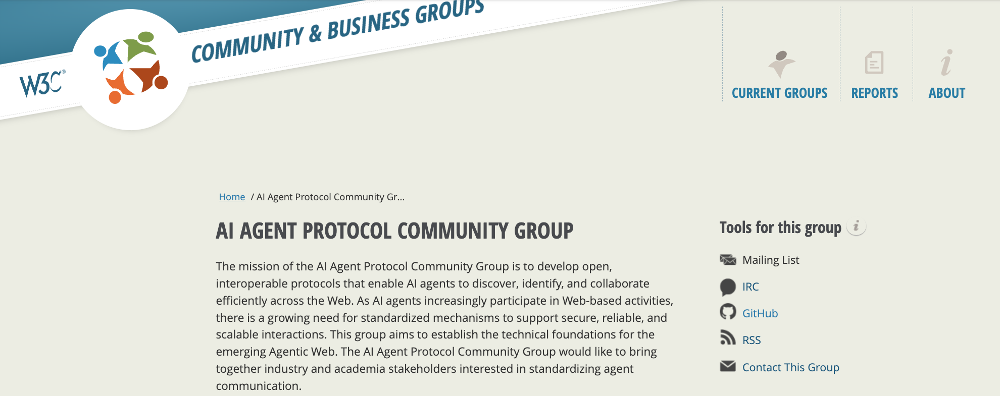 COMMUNITY & BUSINESS GROUPS
W3C®
CURRENT GROUPS
REPORTS
ABOUT
Home / AI Agent Protocol Community Gr...
AI AGENT PROTOCOL COMMUNITY GROUP
The mission of the AI Agent Protocol Community Group is to develop open,
interoperable protocols that enable AI agents to discover, identify, and collaborate
efficiently across the Web. As AI agents increasingly participate in Web-based activities,
there is a growing need for standardized mechanisms to support secure, reliable, and
scalable interactions. This group aims to establish the technical foundations for the
emerging Agentic Web. The AI Agent Protocol Community Group would like to bring
together industry and academia stakeholders interested in standardizing agent
communication.
Tools for this group i
Mailing List
IRC
GitHub
RSS
Contact This Group